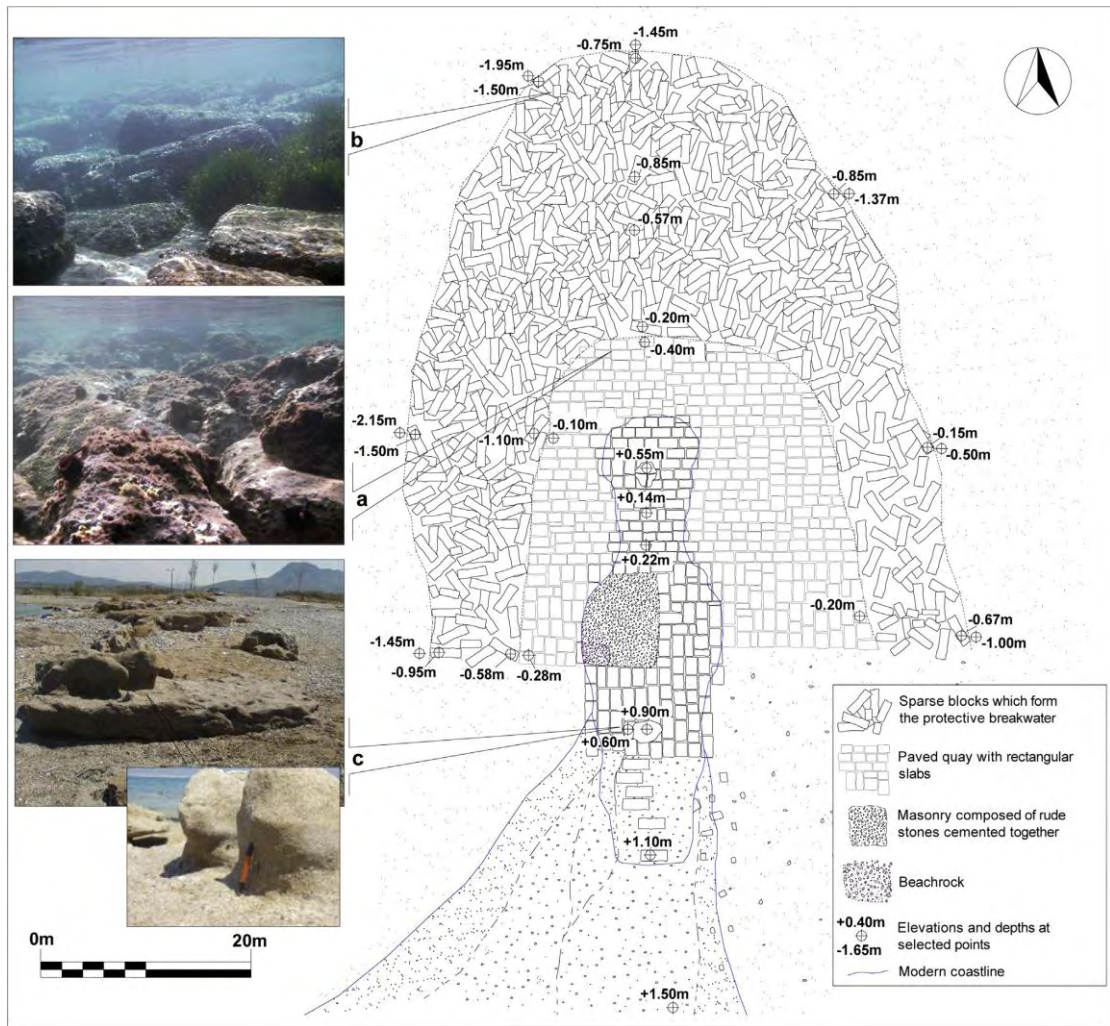 -1.45m
-0.75m
-1.95m
-1.50m
b
-0.85m
-0.85m
-1.37m
-0.57m
-0.20m
-0.40m
-2.15m
-1.50m
-1.10m
-0.10m
-0.15m
-0.50m
+0.55m
a
+0.14m
+0.22m
-0.20m
-0.67m
-1.00m
-1.45m
-0.95m
-0.58m
-0.28m
+0.90m
+0.60m
c
+1.10m
+1.50m
0m 20m
Sparse blocks which form
the protective breakwater
Paved quay with rectangular
slabs
Masonry composed of rude
stones cemented together
Beachrock
+0.40m
-1.65m
Elevations and depths at
selected points
Modern coastline